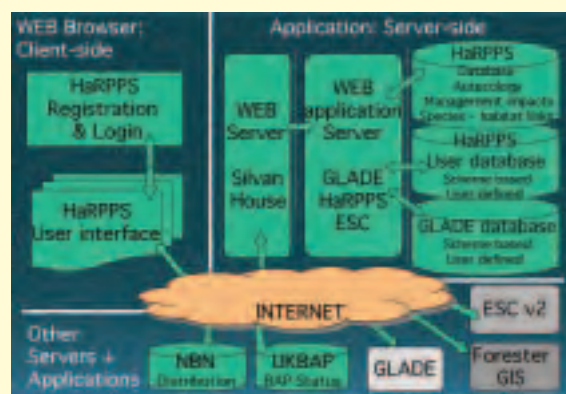 WEB Browser:
Client-side
HaRPPS
Registration
& Login
HaRPPS
User interface
Application: Server-side
WEB
Server
Silvan
House
WEB
application
Server
GLADE
HaRPPS
ESC
HaRPPS
Database
Autecology
Management impacts
Species - habitat links
HaRPPS
User database
Scheme based
User defined
GLADE database
Scheme based
User defined
INTERNET
Other
Servers +
Applications
NBN
Distribution
UKBAP
BAP Status
GLADE
ESC v2
Forester
GIS